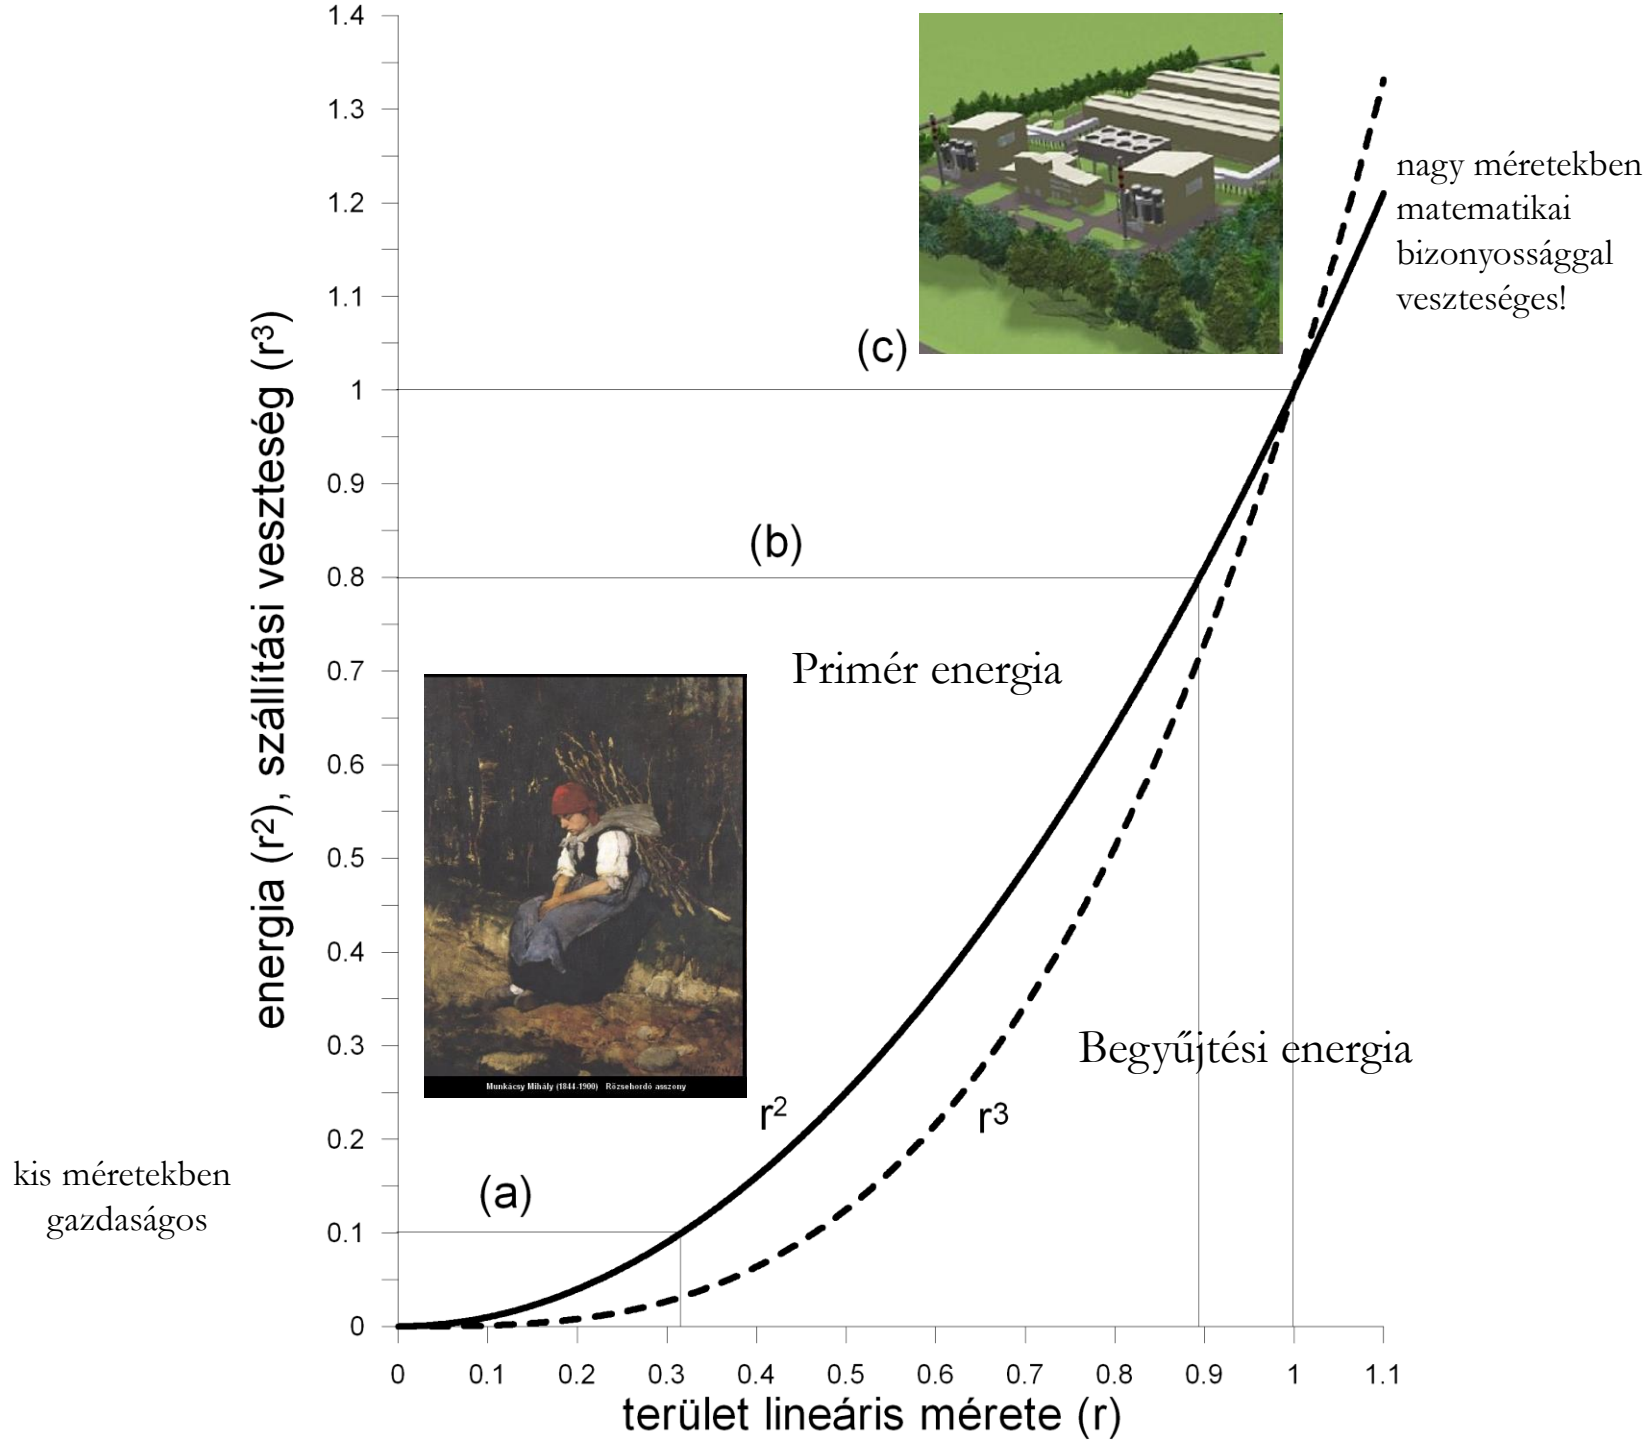 1.4
1.3
1.2
1.1
1
0.9
0.8
0.7
0.6
0.5
0.4
0.3
0.2
0.1
0
energia (r²), szállítási veszteség (r³)
nagy méretekben
matematikai
bizonyossággal
veszteséges!
(c)
(b)
Primér energia
Munkácsy Mihály (1844-1900) Rőzsehordó asszony
Begyűjtési energia
r²
r³
kis méretekben
gazdaságos
(a)
0 0.1 0.2 0.3 0.4 0.5 0.6 0.7 0.8 0.9 1 1.1
terület lineáris mérete (r)